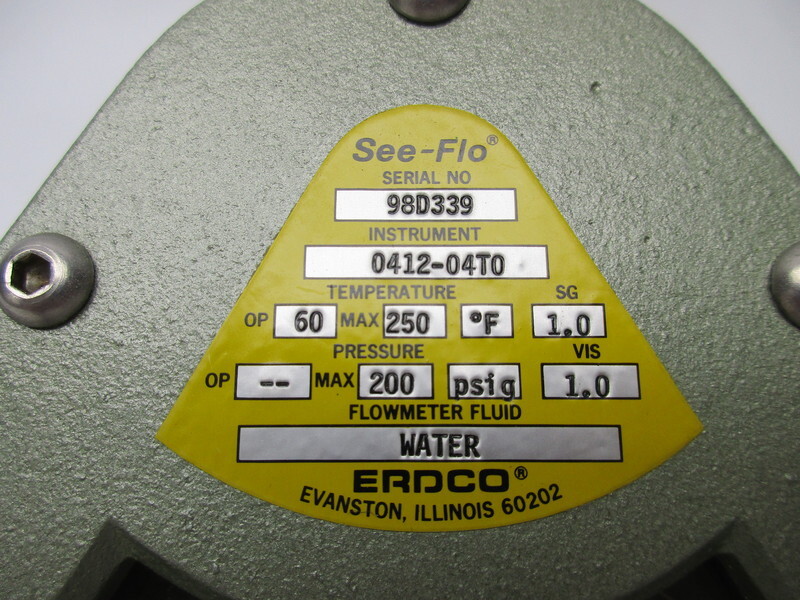 See-Flo®
SERIAL NO
98D339
INSTRUMENT
0412-04T0
TEMPERATURE SG
OP 60 MAX 250 °F 1.0
PRESSURE VIS
OP -- MAX 200 psig 1.0
FLOWMETER FLUID
WATER
ERDCO®
EVANSTON, ILLINOIS 60202